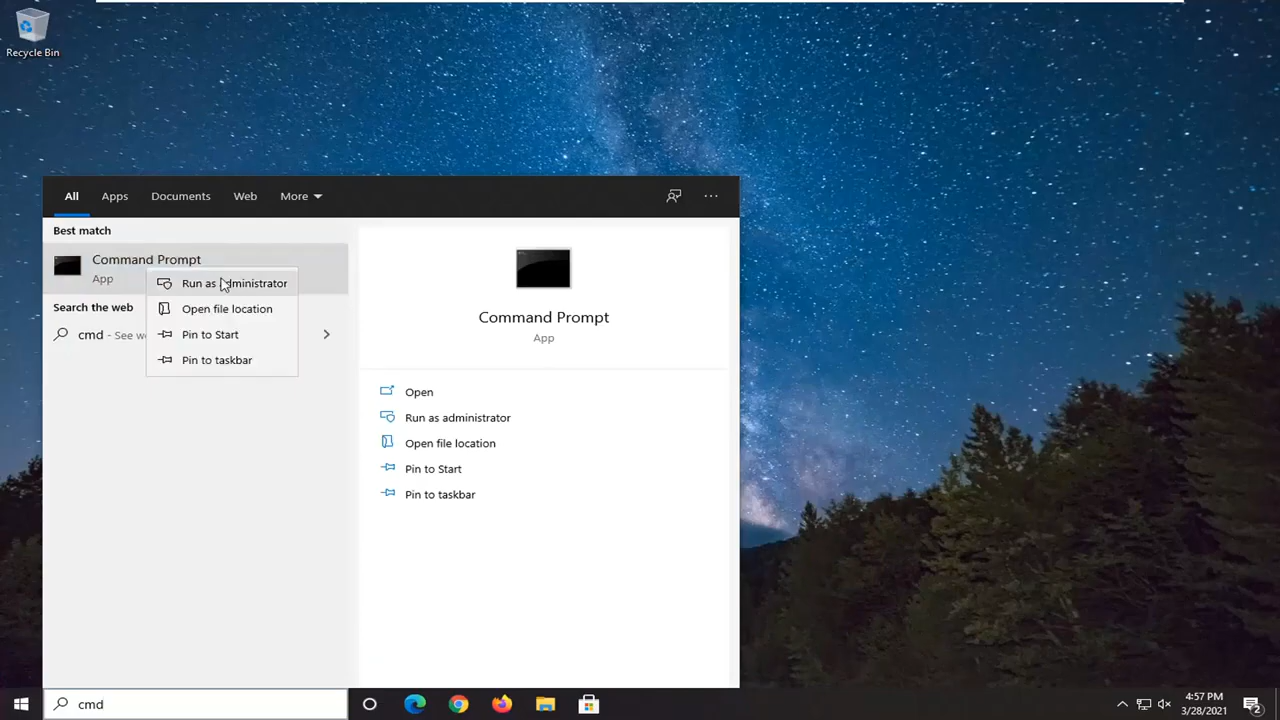 Recycle Bin
All Apps Documents Web More
Best match
Command Prompt
App
Run as administrator
Open file location
Pin to Start
Pin to taskbar
Search the web
cmd - See we
Command Prompt
App
Open
Run as administrator
Open file location
Pin to Start
Pin to taskbar
cmd
4:57 PM
3/28/2021
2